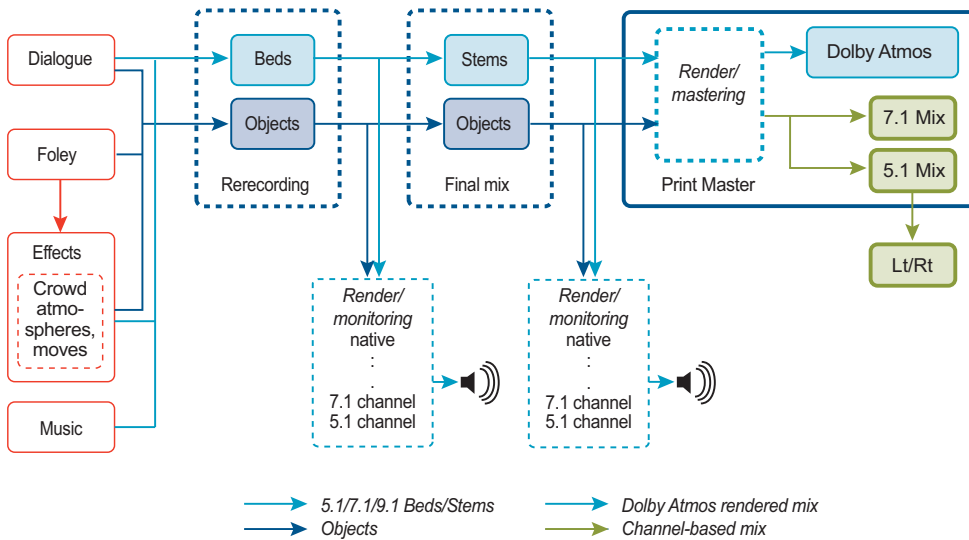 Dialogue
Foley
Effects
Crowd
atmo-
spheres,
moves
Music
Beds
Objects
Rerecording
Stems
Objects
Final mix
Render/
mastering
Print Master
Dolby Atmos
7.1 Mix
5.1 Mix
Lt/Rt
Render/
monitoring
native
.
.
7.1 channel
5.1 channel
Render/
monitoring
native
.
.
7.1 channel
5.1 channel
5.1/7.1/9.1 Beds/Stems
Objects
Dolby Atmos rendered mix
Channel-based mix